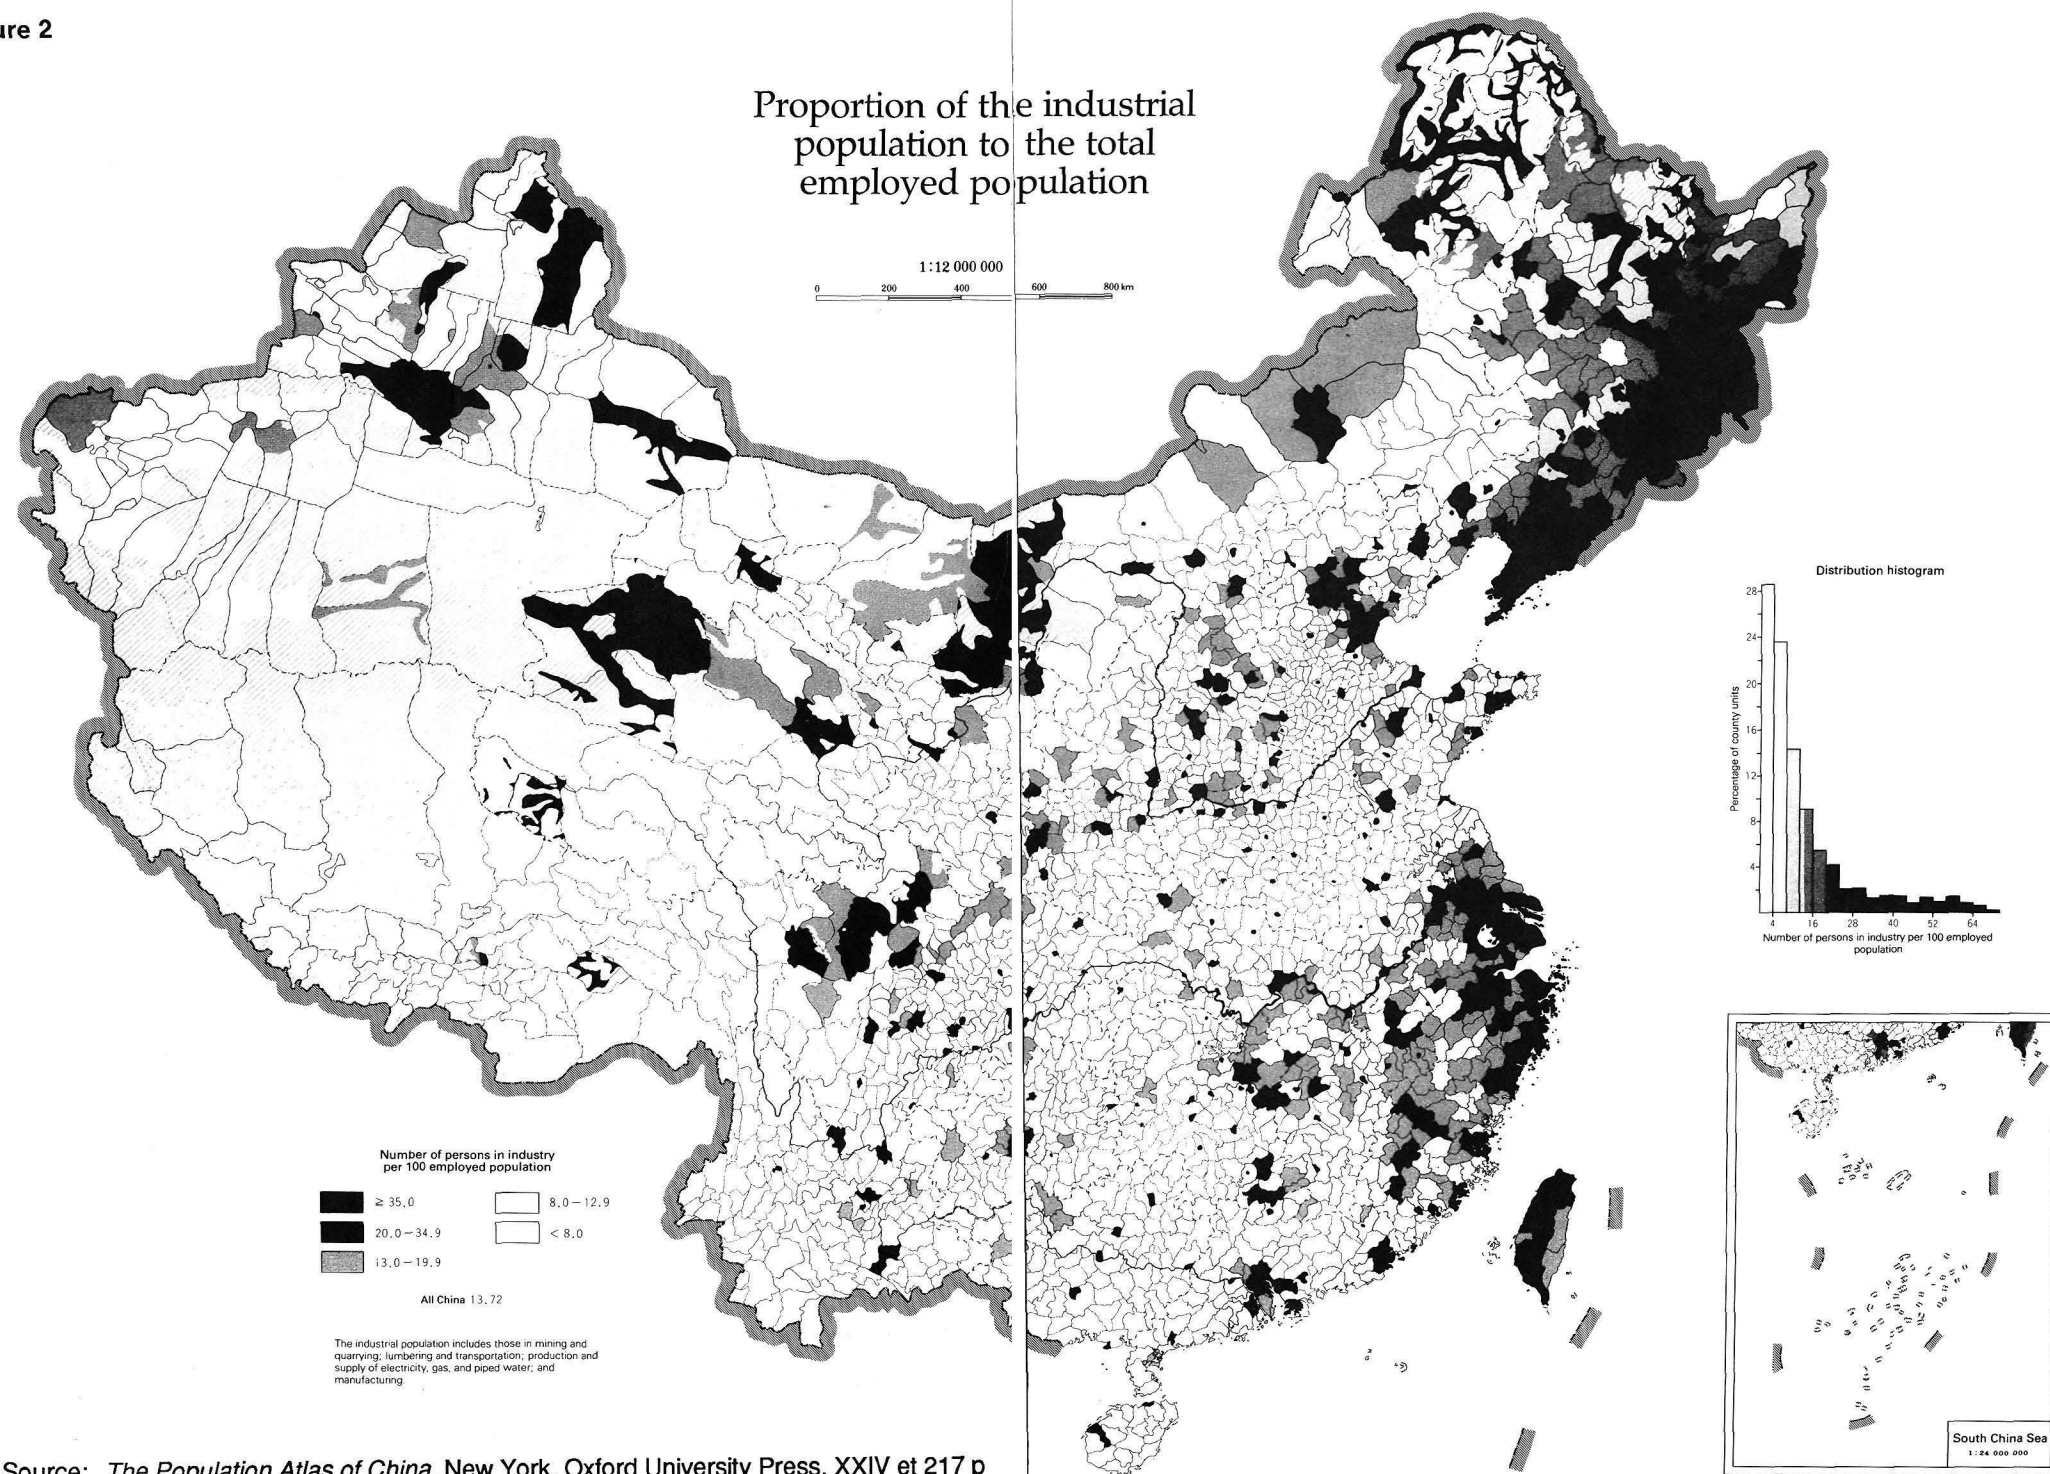 ure 2
Proportion of the industrial
population to the total
employed population
1:12 000 000
0 200 400 600 800 km
Distribution histogram
Percentage of county units
28
24
20
16
12
8
4
4 16 28 40 52 64
Number of persons in industry per 100 employed
population
Number of persons in industry
per 100 employed population
≥ 35.0
20.0–34.9
13.0–19.9
8.0–12.9
< 8.0
All China 13.72
The industrial population includes those in mining and
quarrying; lumbering and transportation; production and
supply of electricity, gas, and piped water; and
manufacturing.
South China Sea
1:24 000 000
Source: The Population Atlas of China, New York, Oxford University Press, XXIV et 217 p